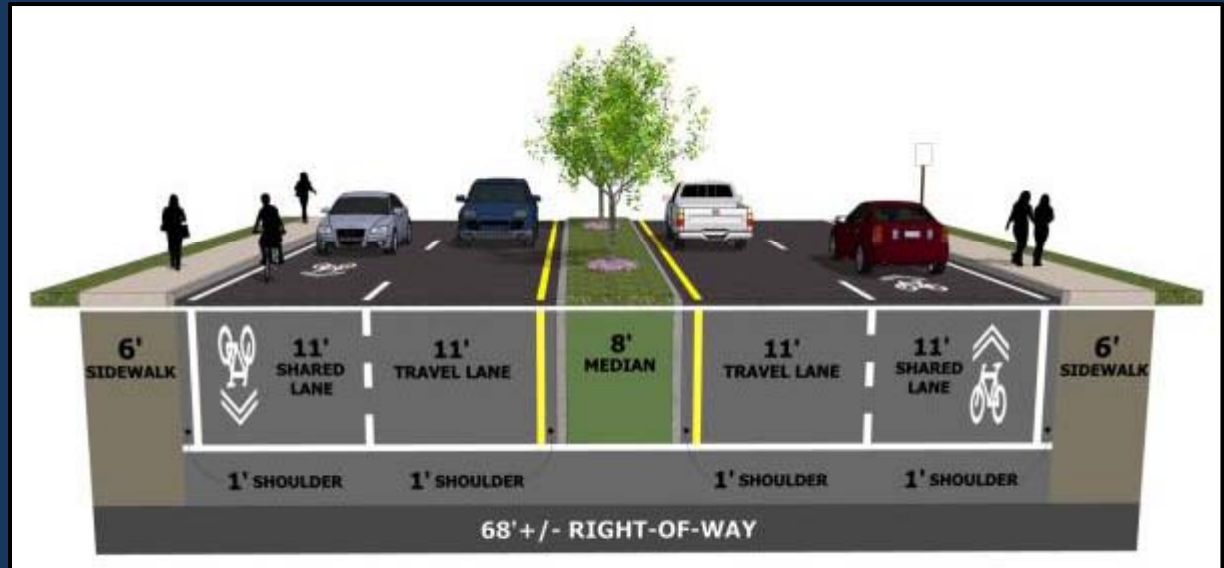 6'
SIDEWALK
11'
SHARED
LANE
11'
TRAVEL LANE
8'
MEDIAN
11'
TRAVEL LANE
11'
SHARED
LANE
6'
SIDEWALK
1' SHOULDER
1' SHOULDER
1' SHOULDER
1' SHOULDER
68'+/- RIGHT-OF-WAY